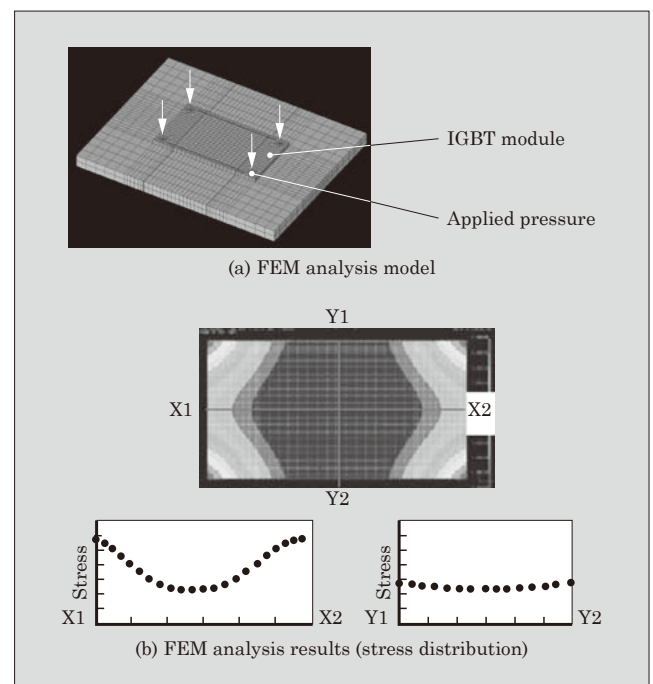 IGBT module
Applied pressure
(a) FEM analysis model
Y1
X1
X2
Y2
Stress
X1
X2
Stress
Y1
Y2
(b) FEM analysis results (stress distribution)